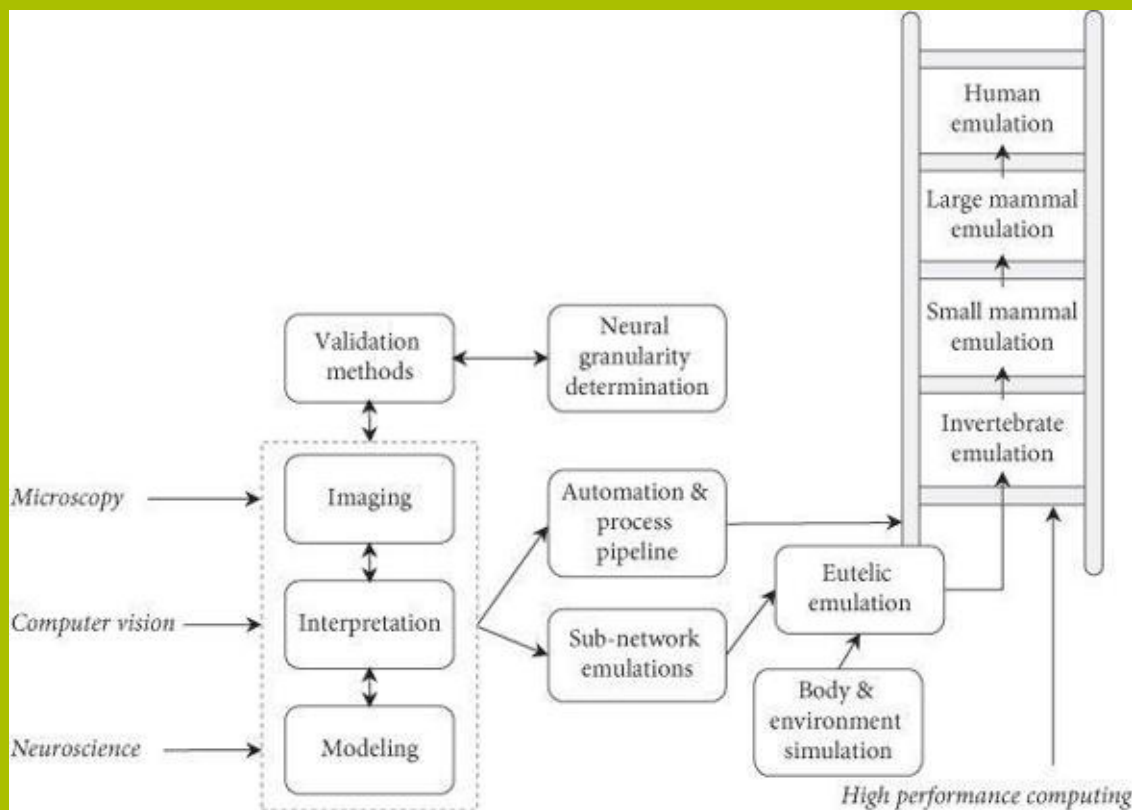 Human
emulation
Large mammal
emulation
Small mammal
emulation
Invertebrate
emulation
Validation
methods
Neural
granularity
determination
Microscopy
Imaging
Automation &
process
pipeline
Computer vision
Interpretation
Sub-network
emulations
Eutelic
emulation
Body &
environment
simulation
Neuroscience
Modeling
High performance computing